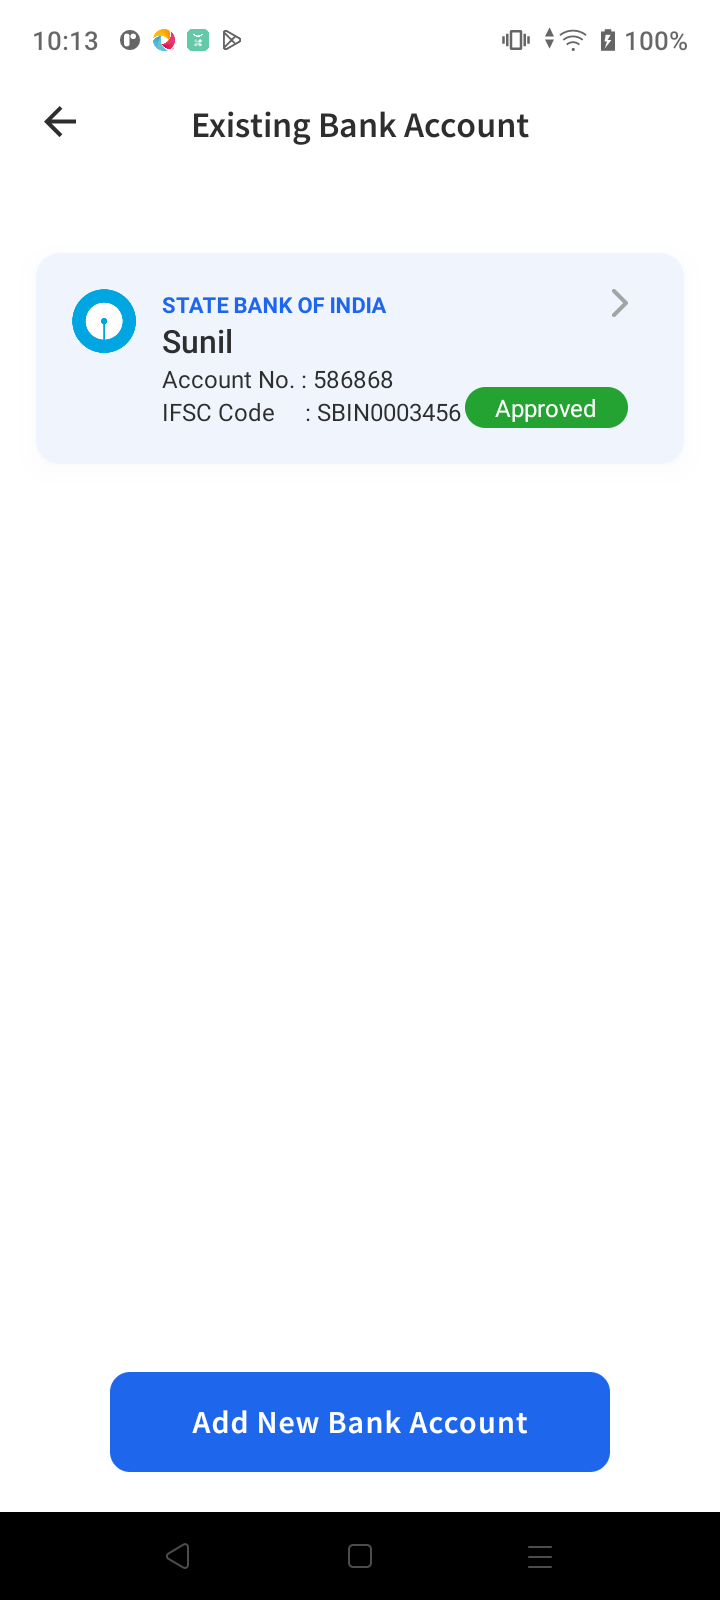 10:13
100%
Existing Bank Account
STATE BANK OF INDIA
Sunil
Account No. : 586868
IFSC Code : SBIN0003456
Approved
Add New Bank Account